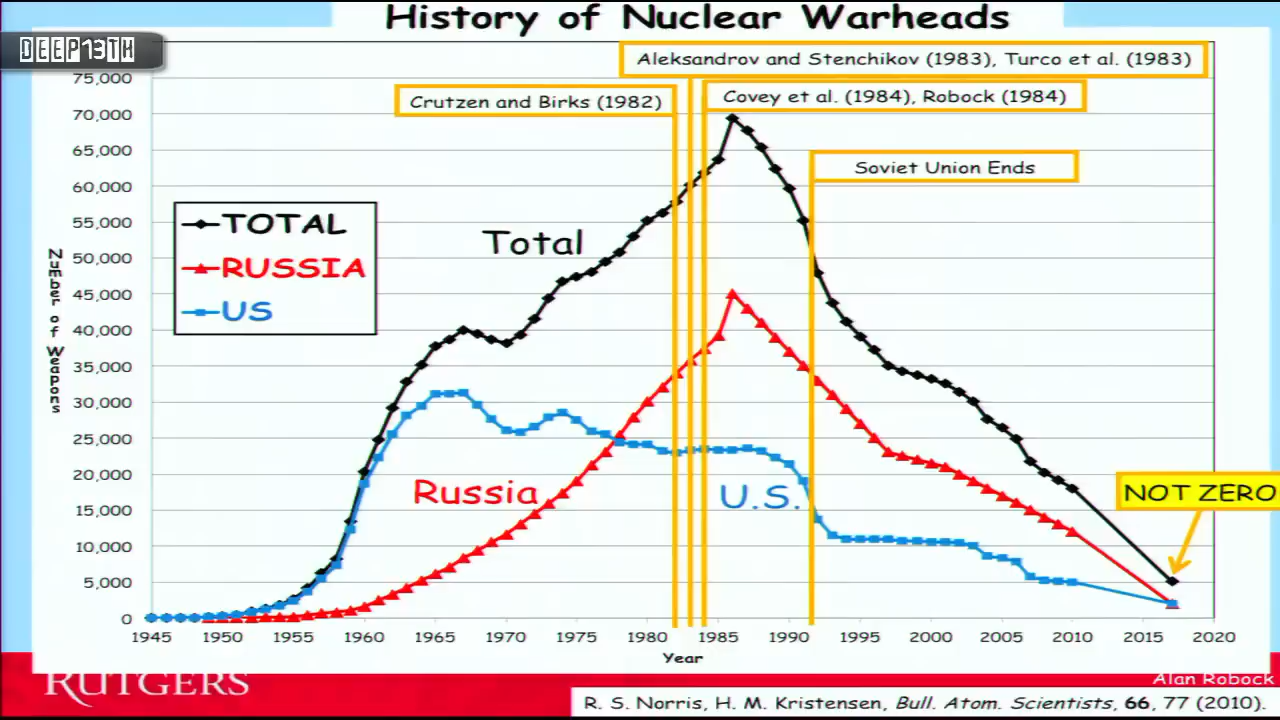 History of Nuclear Warheads
DEEP13TH
Aleksandrov and Stenchikov (1983), Turco et al. (1983)
Crutzen and Birks (1982)
Covey et al. (1984), Robock (1984)
Soviet Union Ends
75,000
70,000
65,000
60,000
55,000
50,000
45,000
40,000
35,000
30,000
25,000
20,000
15,000
10,000
5,000
0
Number of Weapons
TOTAL
RUSSIA
US
Total
Russia
U.S.
NOT ZERO
1945 1950 1955 1960 1965 1970 1975 1980 1985 1990 1995 2000 2005 2010 2015 2020
Year
RUTGERS
Alan Robock
R. S. Norris, H. M. Kristensen, Bull. Atom. Scientists, 66, 77 (2010).